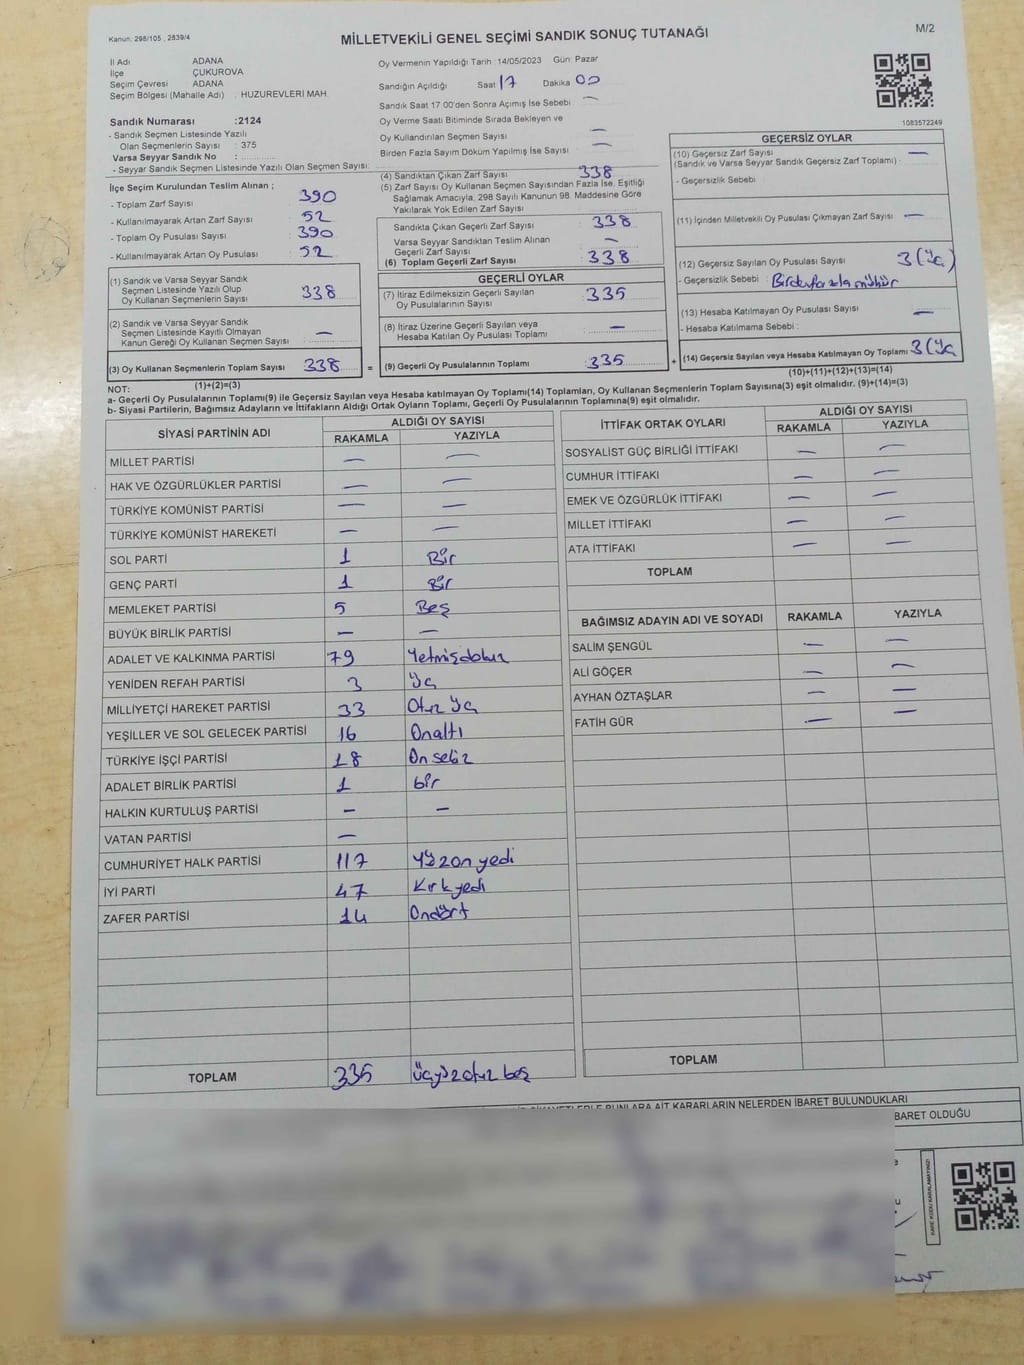 Kanun. 298/105 , 2839/4
MİLLETVEKİLİ GENEL SEÇİMİ SANDIK SONUÇ TUTANAĞI
M/2
İl Adı ADANA
İlçe ÇUKUROVA
Seçim Çevresi ADANA
Seçim Bölgesi (Mahalle Adı) : HUZUREVLERİ MAH.
Sandık Numarası :2124
- Sandık Seçmen Listesinde Yazılı
Olan Seçmenlerin Sayısı : 375
Varsa Seyyar Sandık No :
- Seyyar Sandık Seçmen Listesinde Yazılı Olan Seçmen Sayısı:
Oy Vermenin Yapıldığı Tarih : 14/05/2023 Gün: Pazar
Sandığın Açıldığı Saat 17 Dakika 00
Sandık Saat 17.00'den Sonra Açımış İse Sebebi —
Oy Verme Saati Bitiminde Sırada Bekleyen ve
Oy Kullandırılan Seçmen Sayısı —
Birden Fazla Sayım Döküm Yapılmış İse Sayısı —
1083572249
İlçe Seçim Kurulundan Teslim Alınan ;
- Toplam Zarf Sayısı 390
- Kullanılmayarak Artan Zarf Sayısı : 52
- Toplam Oy Pusulası Sayısı : 390
- Kullanılmayarak Artan Oy Pusulası : 52
(1) Sandık ve Varsa Seyyar Sandık
Seçmen Listesinde Yazılı Olup
Oy Kullanan Seçmenlerin Sayısı : 338
(2) Sandık ve Varsa Seyyar Sandık
Seçmen Listesinde Kayıtlı Olmayan
Kanun Gereği Oy Kullanan Seçmen Sayısı : —
(3) Oy Kullanan Seçmenlerin Toplam Sayısı : 338
(1)+(2)=(3)
(4) Sandıktan Çıkan Zarf Sayısı 338
(5) Zarf Sayısı Oy Kullanan Seçmen Sayısından Fazla İse, Eşitliği
Sağlamak Amacıyla, 298 Sayılı Kanunun 98. Maddesine Göre
Yakılarak Yok Edilen Zarf Sayısı
Sandıkta Çıkan Geçerli Zarf Sayısı 338
Varsa Seyyar Sandıktan Teslim Alınan
Geçerli Zarf Sayısı —
(6) Toplam Geçerli Zarf Sayısı : 338
GEÇERLİ OYLAR
(7) İtiraz Edilmeksizin Geçerli Sayılan
Oy Pusulalarının Sayısı : 335
(8) İtiraz Üzerine Geçerli Sayılan veya
Hesaba Katılan Oy Pusulası Toplamı : —
= (9) Geçerli Oy Pusulalarının Toplamı : 335 +
GEÇERSİZ OYLAR
(10) Geçersiz Zarf Sayısı —
(Sandık ve Varsa Seyyar Sandık Geçersiz Zarf Toplamı) :
- Geçersizlik Sebebi :
(11) İçinden Milletvekili Oy Pusulası Çıkmayan Zarf Sayısı —
(12) Geçersiz Sayılan Oy Pusulası Sayısı : 3 (Üç)
- Geçersizlik Sebebi : Birden fazla mühür
(13) Hesaba Katılmayan Oy Pusulası Sayısı : —
- Hesaba Katılmama Sebebi :
(14) Geçersiz Sayılan veya Hesaba Katılmayan Oy Toplamı 3 (Üç
(10)+(11)+(12)+(13)=(14)
NOT:
a- Geçerli Oy Pusulalarının Toplamı(9) ile Geçersiz Sayılan veya Hesaba katılmayan Oy Toplamı(14) Toplamları, Oy Kullanan Seçmenlerin Toplam Sayısına(3) eşit olmalıdır. (9)+(14)=(3)
b- Siyasi Partilerin, Bağımsız Adayların ve İttifakların Aldığı Ortak Oyların Toplamı, Geçerli Oy Pusulalarının Toplamına(9) eşit olmalıdır.
SİYASİ PARTİNİN ADI ALDIĞI OY SAYISI
RAKAMLA YAZIYLA
MİLLET PARTİSİ — —
HAK VE ÖZGÜRLÜKLER PARTİSİ — —
TÜRKİYE KOMÜNİST PARTİSİ — —
TÜRKİYE KOMÜNİST HAREKETİ — —
SOL PARTİ 1 Bir
GENÇ PARTİ 1 Bir
MEMLEKET PARTİSİ 5 Beş
BÜYÜK BİRLİK PARTİSİ — —
ADALET VE KALKINMA PARTİSİ 79 Yetmişdokuz
YENİDEN REFAH PARTİSİ 3 Üç
MİLLİYETÇİ HAREKET PARTİSİ 33 Otuz Üç
YEŞİLLER VE SOL GELECEK PARTİSİ 16 Onaltı
TÜRKİYE İŞÇİ PARTİSİ 18 On sekiz
ADALET BİRLİK PARTİSİ 1 bir
HALKIN KURTULUŞ PARTİSİ — —
VATAN PARTİSİ —
CUMHURİYET HALK PARTİSİ 117 Yüz on yedi
İYİ PARTİ 47 Kırk yedi
ZAFER PARTİSİ 14 Ondört
TOPLAM 335 Üçyüz otuz beş
İTTİFAK ORTAK OYLARI ALDIĞI OY SAYISI
RAKAMLA YAZIYLA
SOSYALİST GÜÇ BİRLİĞİ İTTİFAKI — —
CUMHUR İTTİFAKI — —
EMEK VE ÖZGÜRLÜK İTTİFAKI — —
MİLLET İTTİFAKI — —
ATA İTTİFAKI — —
TOPLAM
BAĞIMSIZ ADAYIN ADI VE SOYADI RAKAMLA YAZIYLA
SALİM ŞENGÜL — —
ALİ GÖÇER — —
AYHAN ÖZTAŞLAR — —
FATİH GÜR — —
TOPLAM
BUNLARA AİT KARARLARIN NELERDEN İBARET BULUNDUKLARI
BARET OLDUĞU
KARE KODU KARALAMAYINIZ!